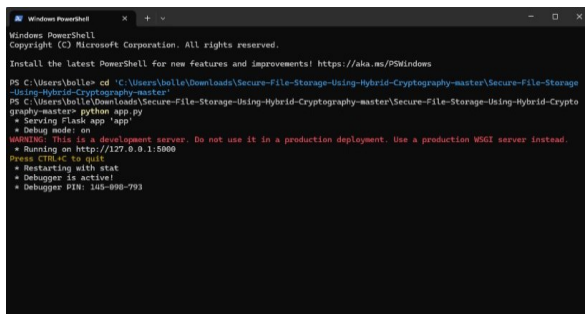 Windows PowerShell
Windows PowerShell
Copyright (C) Microsoft Corporation. All rights reserved.
Install the latest PowerShell for new features and improvements! https://aka.ms/PSWindows
PS C:\Users\bolle> cd 'C:\Users\bolle\Downloads\Secure-File-Storage-Using-Hybrid-Cryptography-master\Secure-File-Storage
-Using-Hybrid-Cryptography-master'
PS C:\Users\bolle\Downloads\Secure-File-Storage-Using-Hybrid-Cryptography-master\Secure-File-Storage-Using-Hybrid-Crypto
graphy-master> python app.py
* Serving Flask app 'app'
* Debug mode: on
WARNING: This is a development server. Do not use it in a production deployment. Use a production WSGI server instead.
* Running on http://127.0.0.1:5000
Press CTRL+C to quit
* Restarting with stat
* Debugger is active!
* Debugger PIN: 145-098-793